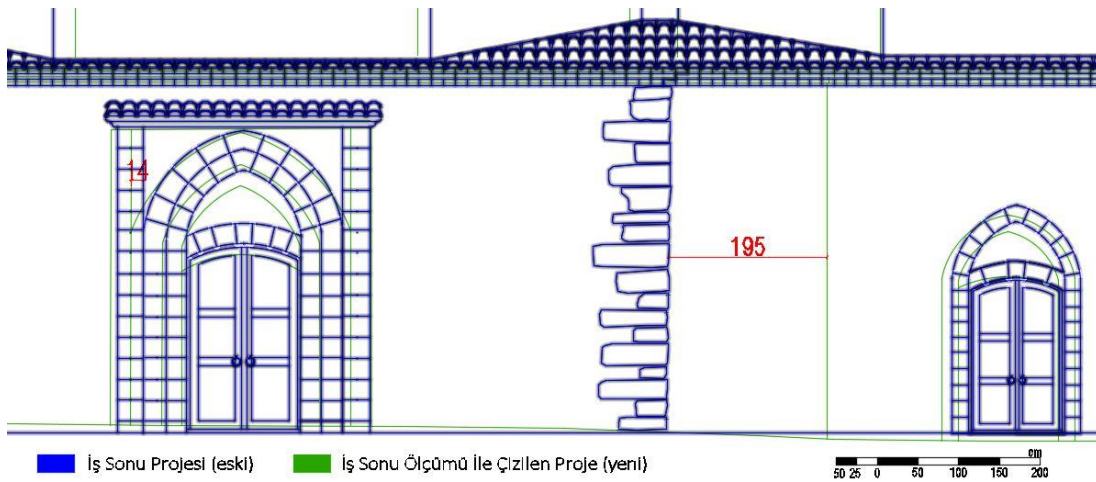 14
195
İş Sonu Projesi (eski)
İş Sonu Ölçümü İle Çizilen Proje (yeni)
cm
50 25 0 50 100 150 200